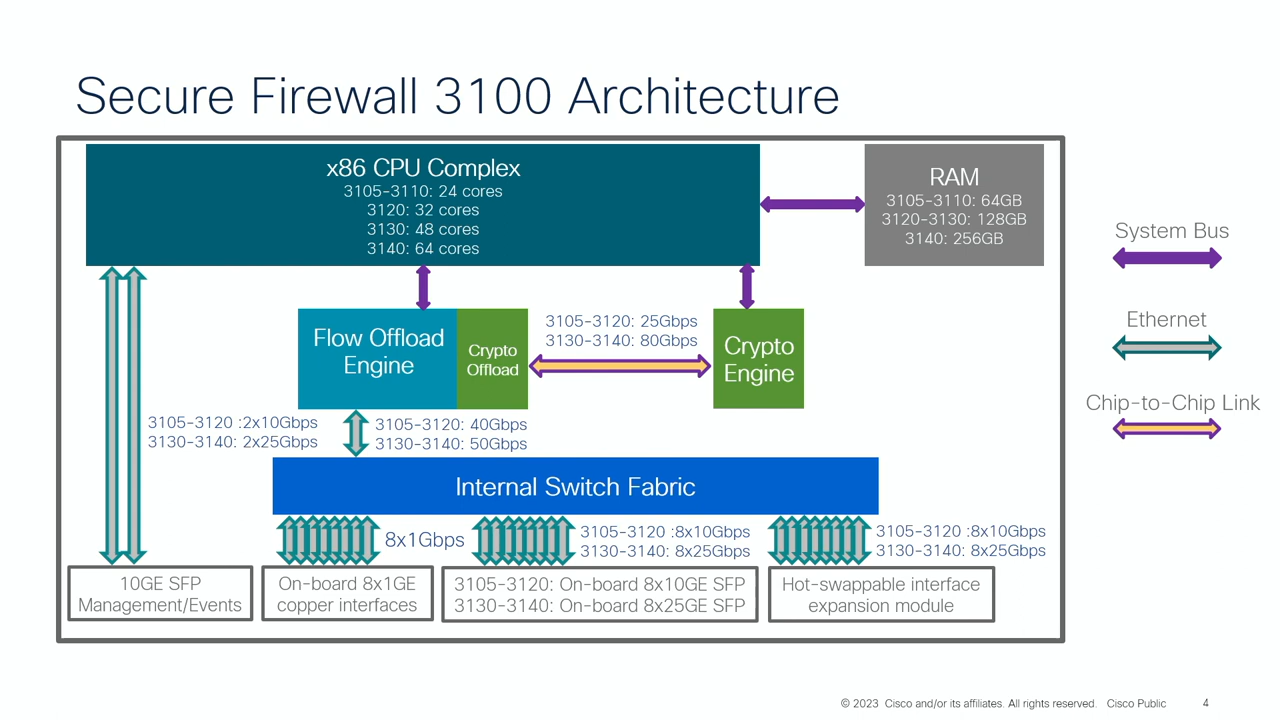 Secure Firewall 3100 Architecture
x86 CPU Complex
3105-3110: 24 cores
3120: 32 cores
3130: 48 cores
3140: 64 cores
RAM
3105-3110: 64GB
3120-3130: 128GB
3140: 256GB
System Bus
Ethernet
Chip-to-Chip Link
Flow Offload
Engine
Crypto
Offload
3105-3120: 25Gbps
3130-3140: 80Gbps
Crypto
Engine
3105-3120 :2x10Gbps
3130-3140: 2x25Gbps
3105-3120: 40Gbps
3130-3140: 50Gbps
Internal Switch Fabric
8x1Gbps
3105-3120 :8x10Gbps
3130-3140: 8x25Gbps
3105-3120 :8x10Gbps
3130-3140: 8x25Gbps
10GE SFP
Management/Events
On-board 8x1GE
copper interfaces
3105-3120: On-board 8x10GE SFP
3130-3140: On-board 8x25GE SFP
Hot-swappable interface
expansion module
© 2023 Cisco and/or its affiliates. All rights reserved. Cisco Public
4